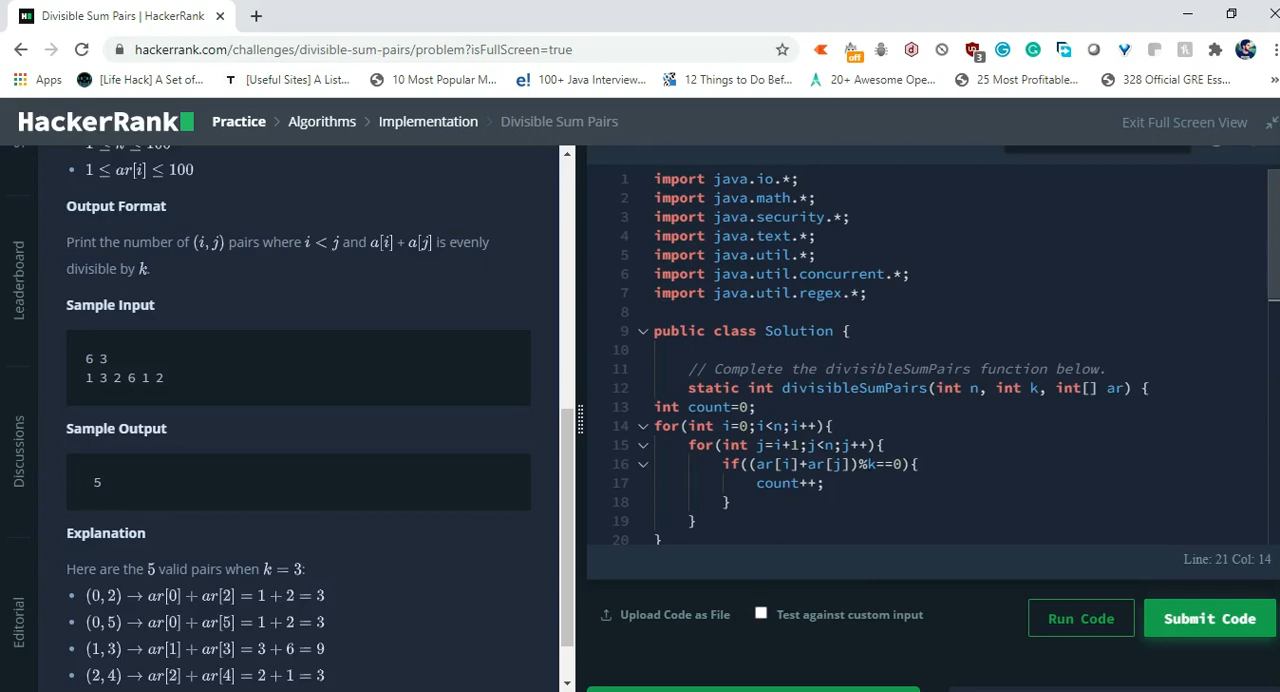 Divisible Sum Pairs | HackerRank
hackerrank.com/challenges/divisible-sum-pairs/problem?isFullScreen=true
off 3
Apps [Life Hack] A Set of... [Useful Sites] A List... 10 Most Popular M... 100+ Java Interview... 12 Things to Do Bef... 20+ Awesome Ope... 25 Most Profitable... 328 Official GRE Ess... »
HackerRank Practice > Algorithms > Implementation > Divisible Sum Pairs Exit Full Screen View
• 1 ≤ ar[i] ≤ 100
Output Format
Print the number of (i, j) pairs where i < j and a[i] + a[j] is evenly
divisible by k.
Sample Input
6 3
1 3 2 6 1 2
Sample Output
5
Explanation
Here are the 5 valid pairs when k = 3:
• (0, 2) → ar[0] + ar[2] = 1 + 2 = 3
• (0, 5) → ar[0] + ar[5] = 1 + 2 = 3
• (1, 3) → ar[1] + ar[3] = 3 + 6 = 9
• (2, 4) → ar[2] + ar[4] = 2 + 1 = 3
Leaderboard
Discussions
Editorial
1 import java.io.*;
2 import java.math.*;
3 import java.security.*;
4 import java.text.*;
5 import java.util.*;
6 import java.util.concurrent.*;
7 import java.util.regex.*;
8
9 public class Solution {
10
11 // Complete the divisibleSumPairs function below.
12 static int divisibleSumPairs(int n, int k, int[] ar) {
13 int count=0;
14 for(int i=0;i<n;i++){
15 for(int j=i+1;j<n;j++){
16 if((ar[i]+ar[j])%k==0){
17 count++;
18 }
19 }
20 }
Line: 21 Col: 14
Upload Code as File Test against custom input Run Code Submit Code